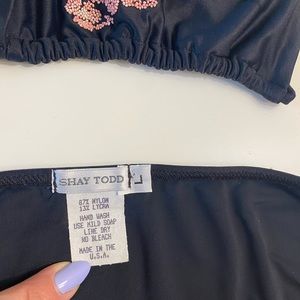 SHAY TODD L
87% NYLON
13% LYCRA
HAND WASH
USE MILD SOAP
LINE DRY
NO BLEACH
MADE IN THE
U.S.A.